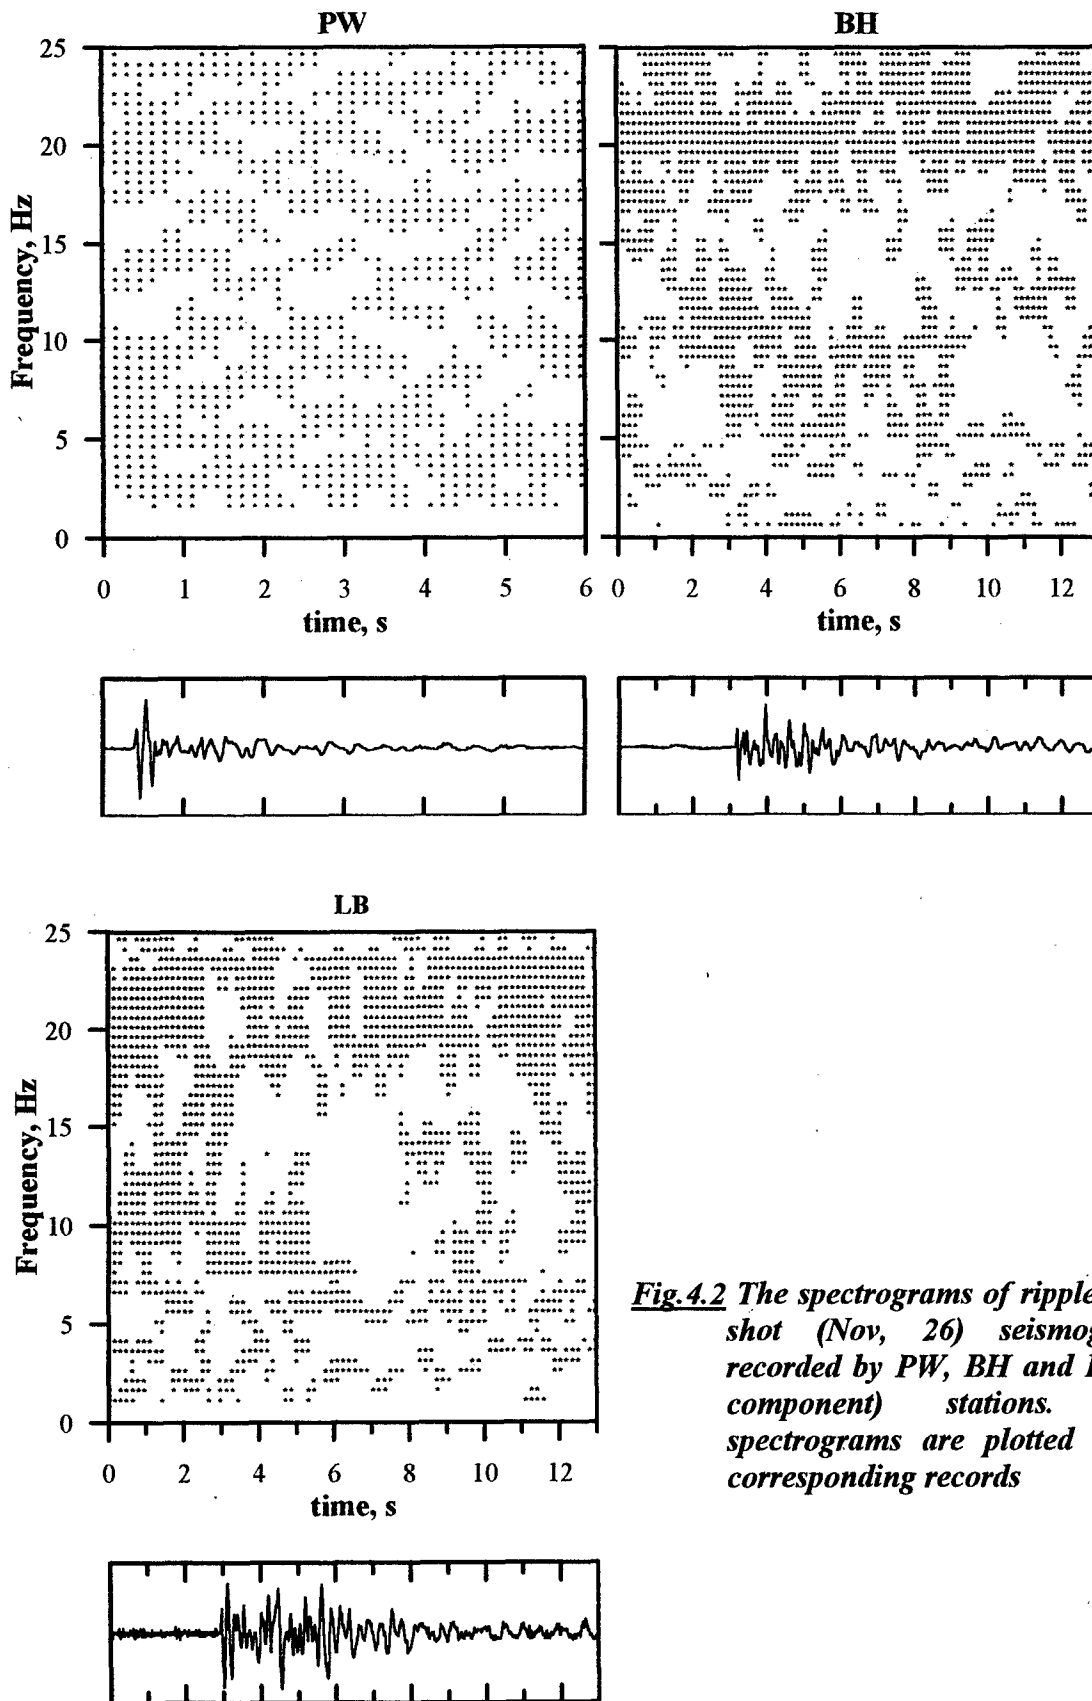 PW
25
20
15
10
5
0
Frequency, Hz
0 1 2 3 4 5 6
time, s
BH
0 2 4 6 8 10 12
time, s
LB
25
20
15
10
5
0
Frequency, Hz
0 2 4 6 8 10 12
time, s
Fig.4.2 The spectrograms of ripple
shot (Nov, 26) seismog
recorded by PW, BH and
component) stations.
spectrograms are plotted
corresponding records